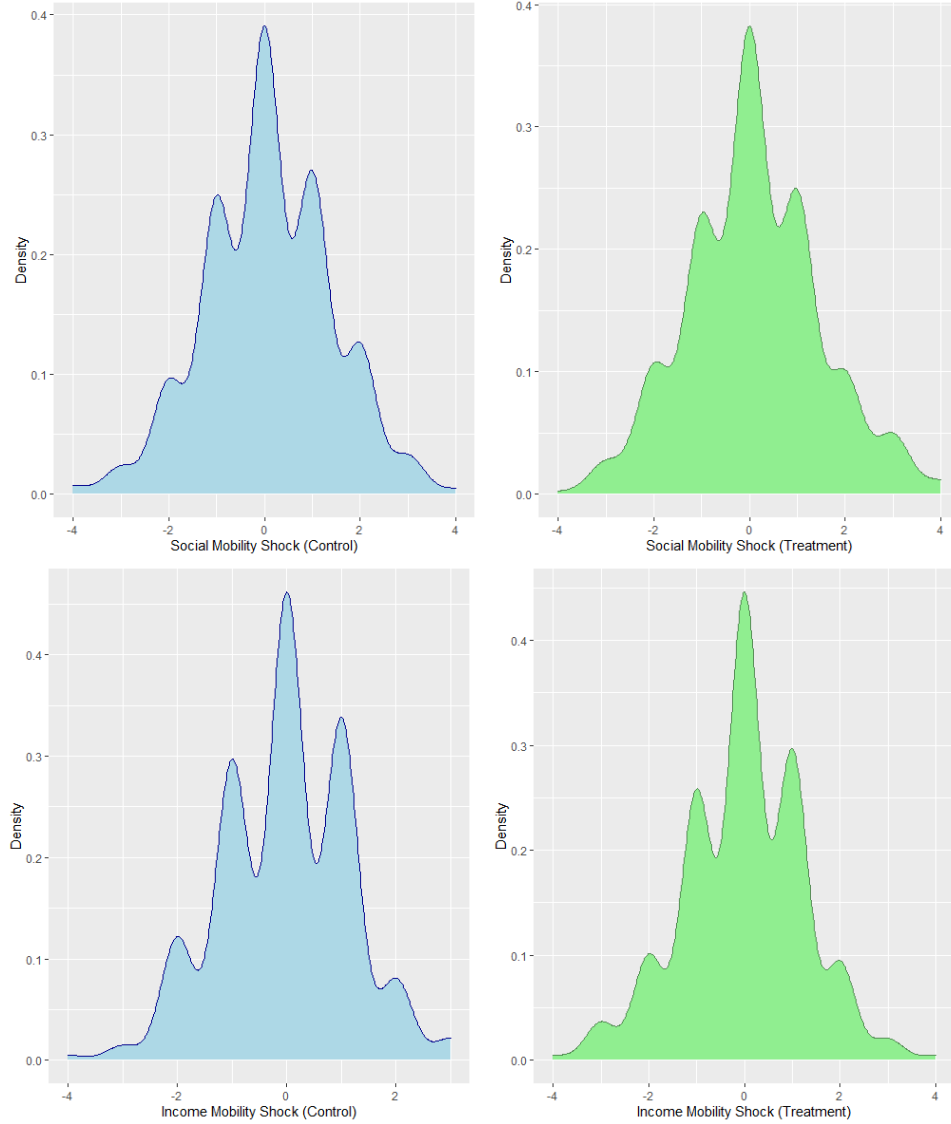 0.4
0.3
0.2
0.1
0.0
Density
-4 -2 0 2 4
Social Mobility Shock (Control)
0.4
0.3
0.2
0.1
0.0
Density
-4 -2 0 2 4
Social Mobility Shock (Treatment)
0.4
0.3
0.2
0.1
0.0
Density
-4 -2 0 2
Income Mobility Shock (Control)
0.4
0.3
0.2
0.1
0.0
Density
-4 -2 0 2 4
Income Mobility Shock (Treatment)